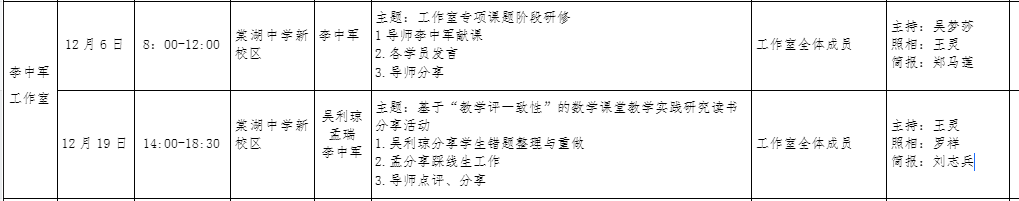 李中军
工作室
12月6日
8：00-12:00
棠湖中学新
校区
李中军
主题：工作室专项课题阶段研修
1导师李中军献课
2.各学员发言
3.导师分享
工作室全体成员
主持：吴梦莎
照相：王灵
简报：郑马莲
12月19日
14:00-18:30
棠湖中学新
校区
吴利琼
孟瑞
李中军
主题：基于“教学评一致性”的数学课堂教学实践研究读书
分享活动
1.吴利琼分享学生错题整理与重做
2.孟分享踩线生工作
3.导师点评、分享
工作室全体成员
主持：王灵
照相：罗祥
简报：刘志兵